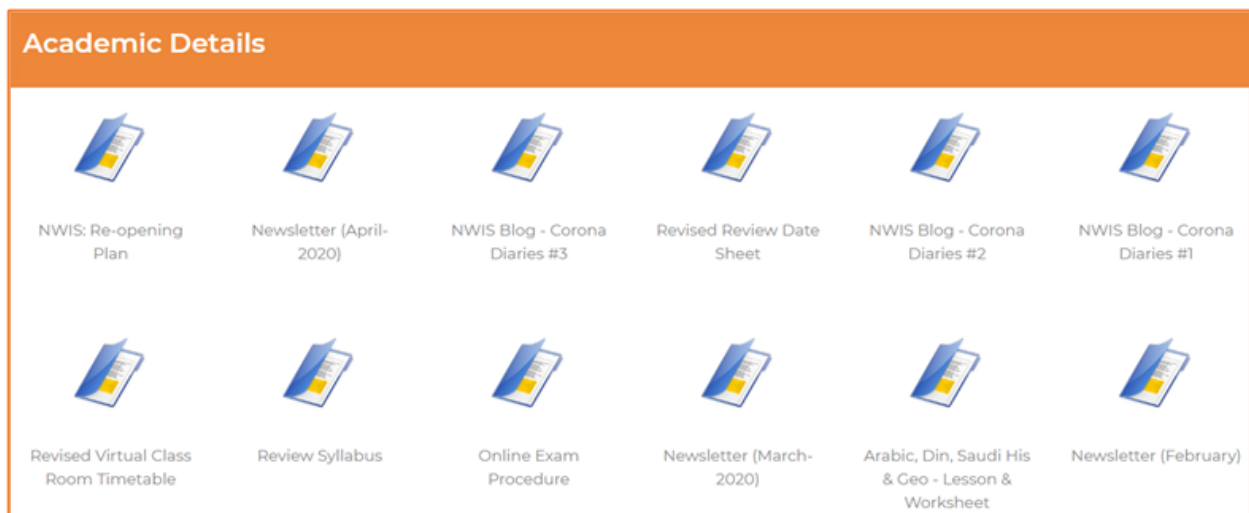 Academic Details
NWIS: Re-opening
Plan
Newsletter (April-
2020)
NWIS Blog - Corona
Diaries #3
Revised Review Date
Sheet
NWIS Blog - Corona
Diaries #2
NWIS Blog - Corona
Diaries #1
Revised Virtual Class
Room Timetable
Review Syllabus
Online Exam
Procedure
Newsletter (March-
2020)
Arabic, Din, Saudi His
& Geo - Lesson &
Worksheet
Newsletter (February)